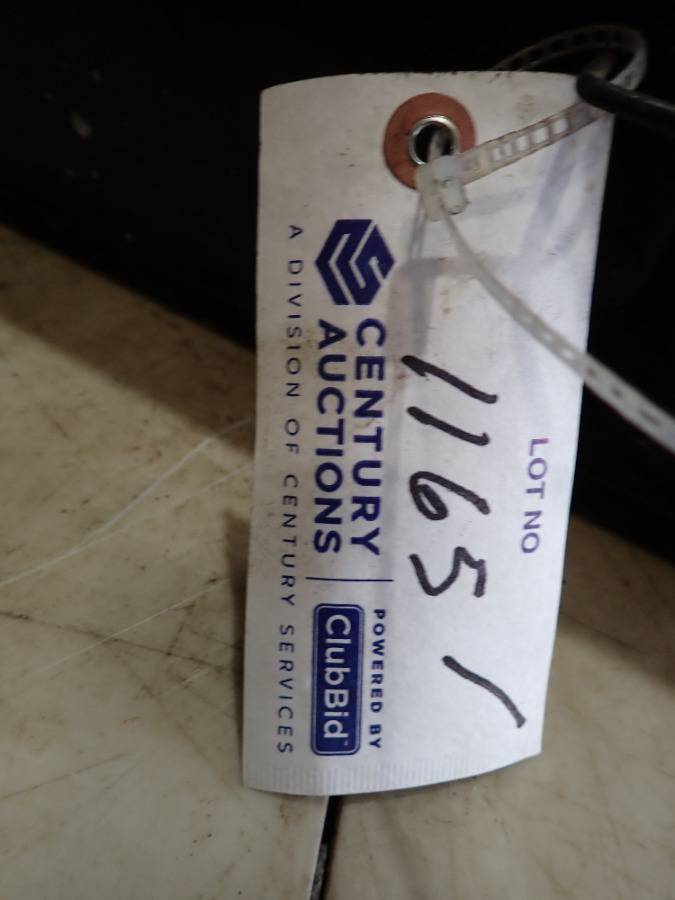 LOT NO
11651
CENTURY
AUCTIONS
A DIVISION OF CENTURY SERVICES
POWERED BY
ClubBid